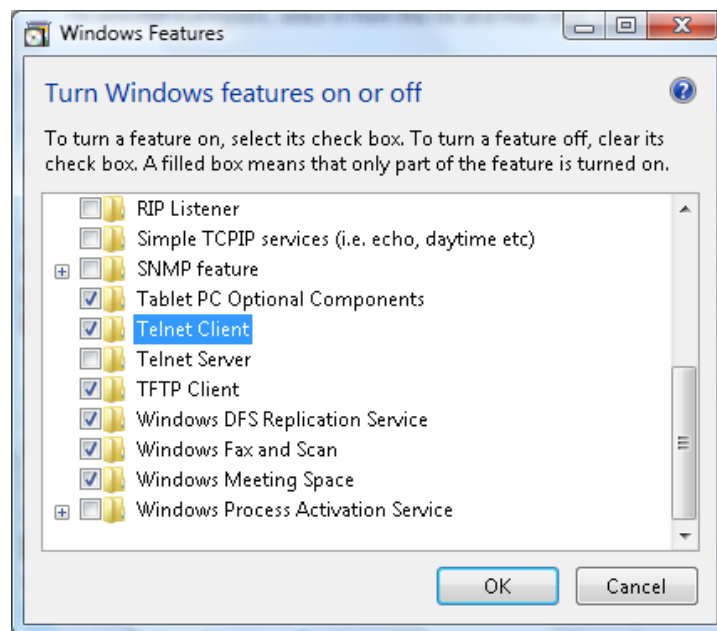 Windows Features
Turn Windows features on or off
To turn a feature on, select its check box. To turn a feature off, clear its
check box. A filled box means that only part of the feature is turned on.
RIP Listener
Simple TCPIP services (i.e. echo, daytime etc)
SNMP feature
Tablet PC Optional Components
Telnet Client
Telnet Server
TFTP Client
Windows DFS Replication Service
Windows Fax and Scan
Windows Meeting Space
Windows Process Activation Service
OK Cancel